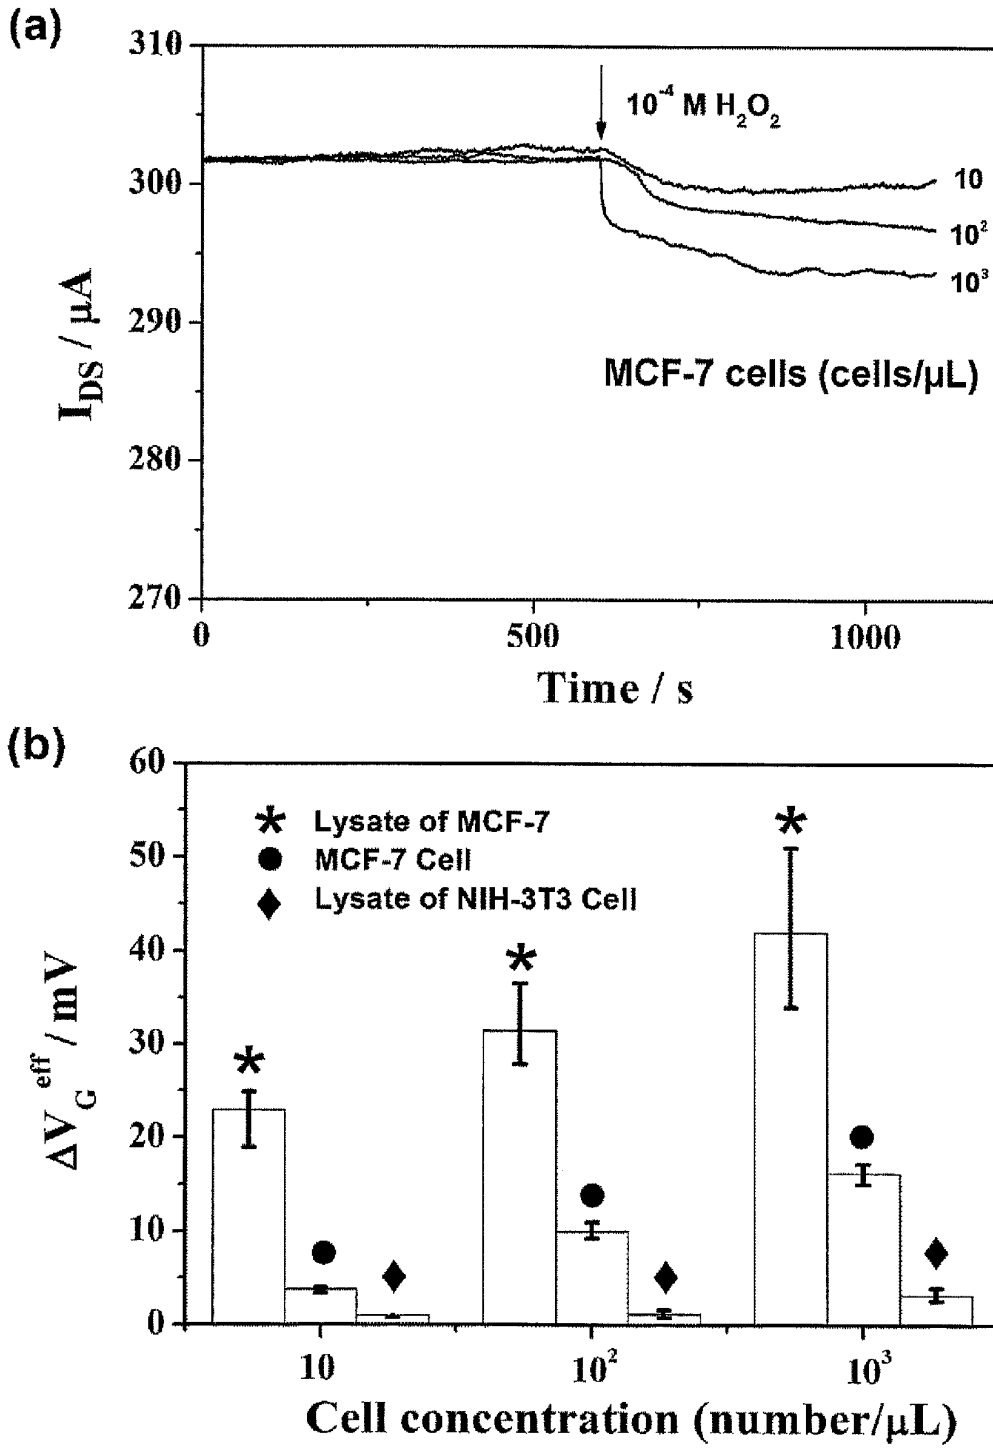 (a)
310
300
290
280
270
I_DS / μA
10⁻⁴ M H₂O₂
10
10²
10³
MCF-7 cells (cells/μL)
0 500 1000
Time / s
(b)
60
50
40
30
20
10
0
ΔV_G^eff / mV
* Lysate of MCF-7
● MCF-7 Cell
◆ Lysate of NIH-3T3 Cell
10 10² 10³
Cell concentration (number/μL)